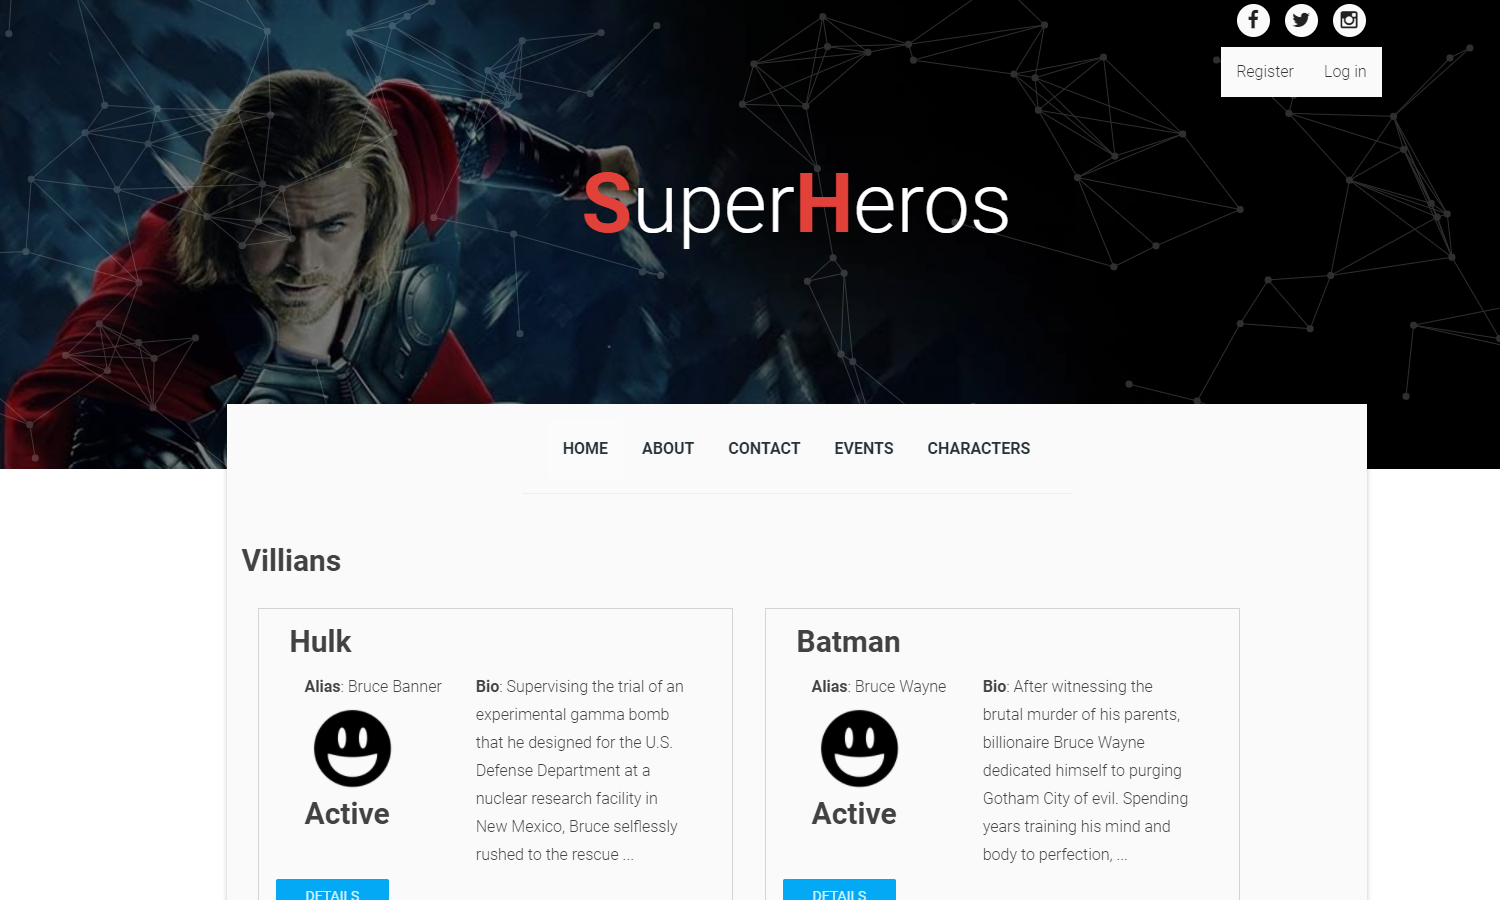 Register Log in
SuperHeros
HOME ABOUT CONTACT EVENTS CHARACTERS
Villians
Hulk
Alias: Bruce Banner
Active
Bio: Supervising the trial of an
experimental gamma bomb
that he designed for the U.S.
Defense Department at a
nuclear research facility in
New Mexico, Bruce selflessly
rushed to the rescue ...
DETAILS
Batman
Alias: Bruce Wayne
Active
Bio: After witnessing the
brutal murder of his parents,
billionaire Bruce Wayne
dedicated himself to purging
Gotham City of evil. Spending
years training his mind and
body to perfection, ...
DETAILS